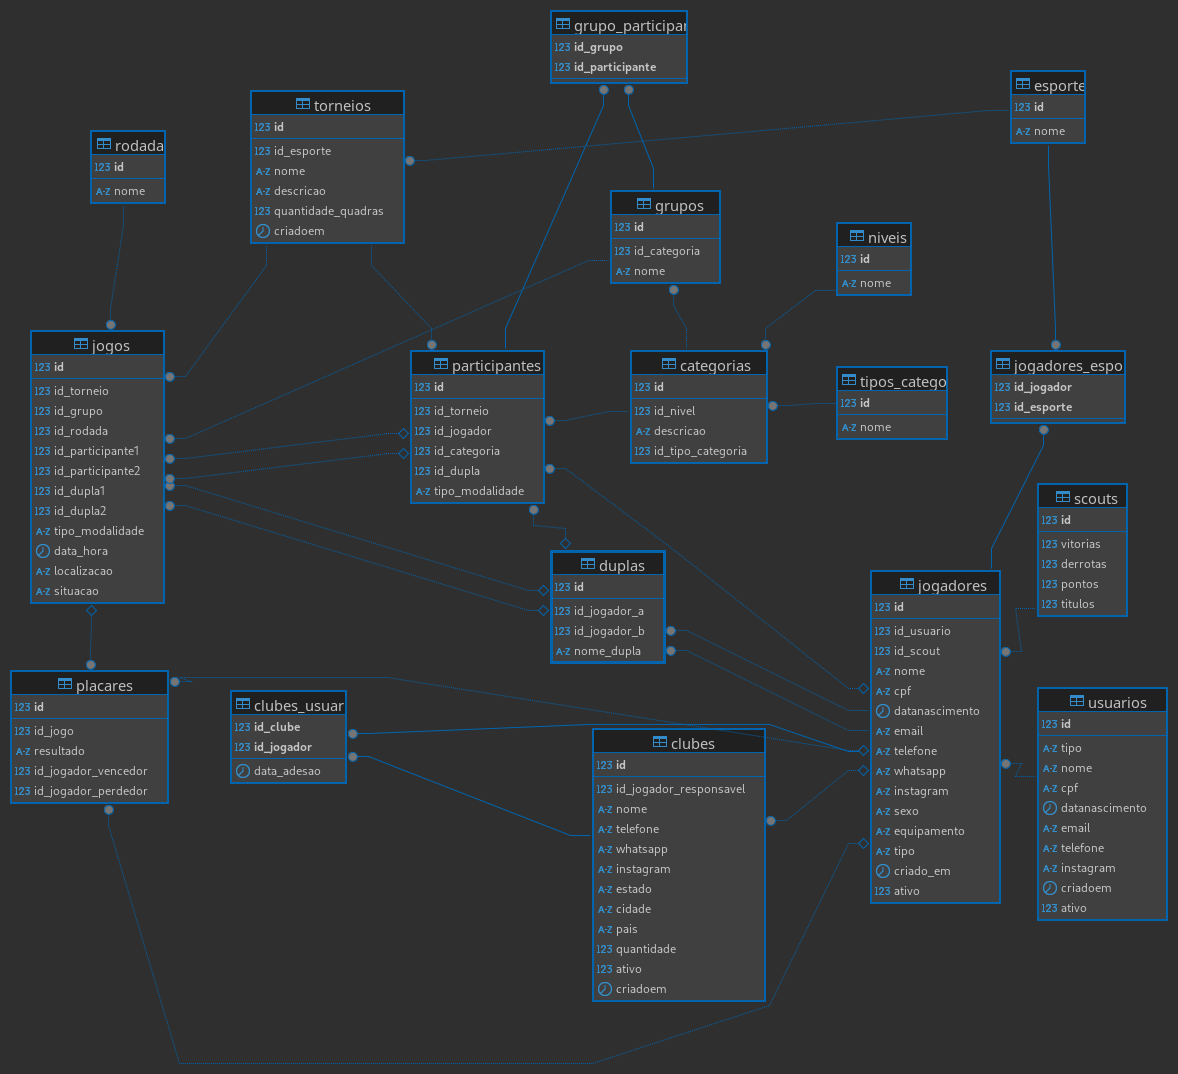 grupo_participar
123 id_grupo
123 id_participante
esporte
123 id
A-Z nome
torneios
123 id
123 id_esporte
A-Z nome
A-Z descricao
123 quantidade_quadras
criadoem
rodada
123 id
A-Z nome
grupos
123 id
123 id_categoria
A-Z nome
niveis
123 id
A-Z nome
jogos
123 id
123 id_torneio
123 id_grupo
123 id_rodada
123 id_participante1
123 id_participante2
123 id_dupla1
123 id_dupla2
A-Z tipo_modalidade
data_hora
A-Z localizacao
A-Z situacao
participantes
123 id
123 id_torneio
123 id_jogador
123 id_categoria
123 id_dupla
A-Z tipo_modalidade
categorias
123 id
123 id_nivel
A-Z descricao
123 id_tipo_categoria
tipos_catego
123 id
A-Z nome
jogadores_espo
123 id_jogador
123 id_esporte
scouts
123 id
123 vitorias
123 derrotas
123 pontos
123 titulos
duplas
123 id
123 id_jogador_a
123 id_jogador_b
A-Z nome_dupla
jogadores
123 id
123 id_usuario
123 id_scout
A-Z nome
A-Z cpf
datanascimento
A-Z email
A-Z telefone
A-Z whatsapp
A-Z instagram
A-Z sexo
A-Z equipamento
A-Z tipo
criado_em
123 ativo
placares
123 id
123 id_jogo
A-Z resultado
123 id_jogador_vencedor
123 id_jogador_perdedor
clubes_usuar
123 id_clube
123 id_jogador
data_adesao
clubes
123 id
123 id_jogador_responsavel
A-Z nome
A-Z telefone
A-Z whatsapp
A-Z instagram
A-Z estado
A-Z cidade
A-Z pais
123 quantidade
123 ativo
criadoem
usuarios
123 id
123 tipo
A-Z nome
A-Z cpf
datanascimento
A-Z email
A-Z telefone
A-Z instagram
criadoem
123 ativo